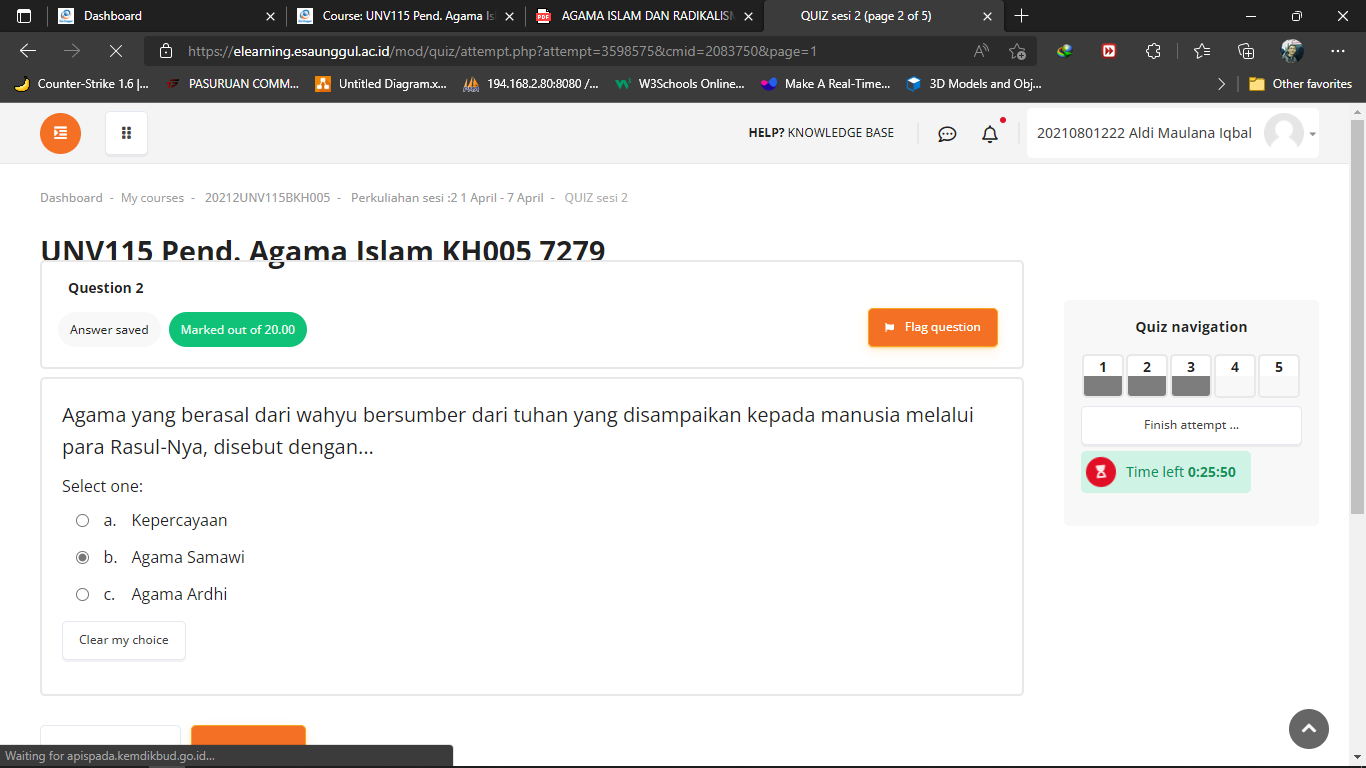 Dashboard
Course: UNV115 Pend. Agama Is
AGAMA ISLAM DAN RADIKALISM
QUIZ sesi 2 (page 2 of 5)
https://elearning.esaunggul.ac.id/mod/quiz/attempt.php?attempt=3598575&cmid=2083750&page=1
Counter-Strike 1.6 |...
PASURUAN COMM...
Untitled Diagram.x...
194.168.2.80:8080 /...
W3Schools Online...
Make A Real-Time...
3D Models and Obj...
Other favorites
HELP? KNOWLEDGE BASE
20210801222 Aldi Maulana Iqbal
Dashboard - My courses - 20212UNV115BKH005 - Perkuliahan sesi :2 1 April - 7 April - QUIZ sesi 2
UNV115 Pend. Agama Islam KH005 7279
Question 2
Answer saved
Marked out of 20.00
Flag question
Agama yang berasal dari wahyu bersumber dari tuhan yang disampaikan kepada manusia melalui
para Rasul-Nya, disebut dengan...
Select one:
a. Kepercayaan
b. Agama Samawi
c. Agama Ardhi
Clear my choice
Quiz navigation
1 2 3 4 5
Finish attempt ...
Time left 0:25:50
Waiting for apispada.kemdikbud.go.id...